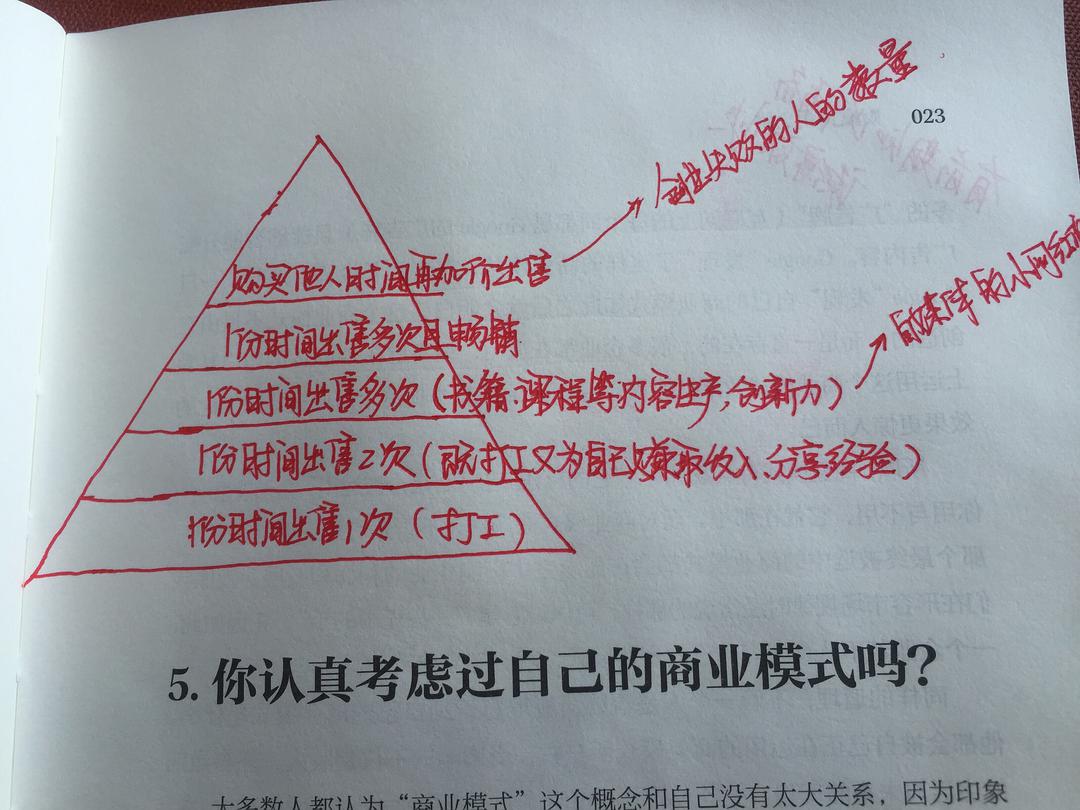 023
创业失败的人的数量
购买他人时间再加价出售
1份时间出售多次且畅销
自媒体的小网红
1份时间出售多次（书籍、课程等内容生产，创新力）
1份时间出售2次（既打工又为自己赚取收入、分享经验）
1份时间出售1次（打工）
5. 你认真考虑过自己的商业模式吗？
大多数人都认为“商业模式”这个概念和自己没有太大关系，因为印象